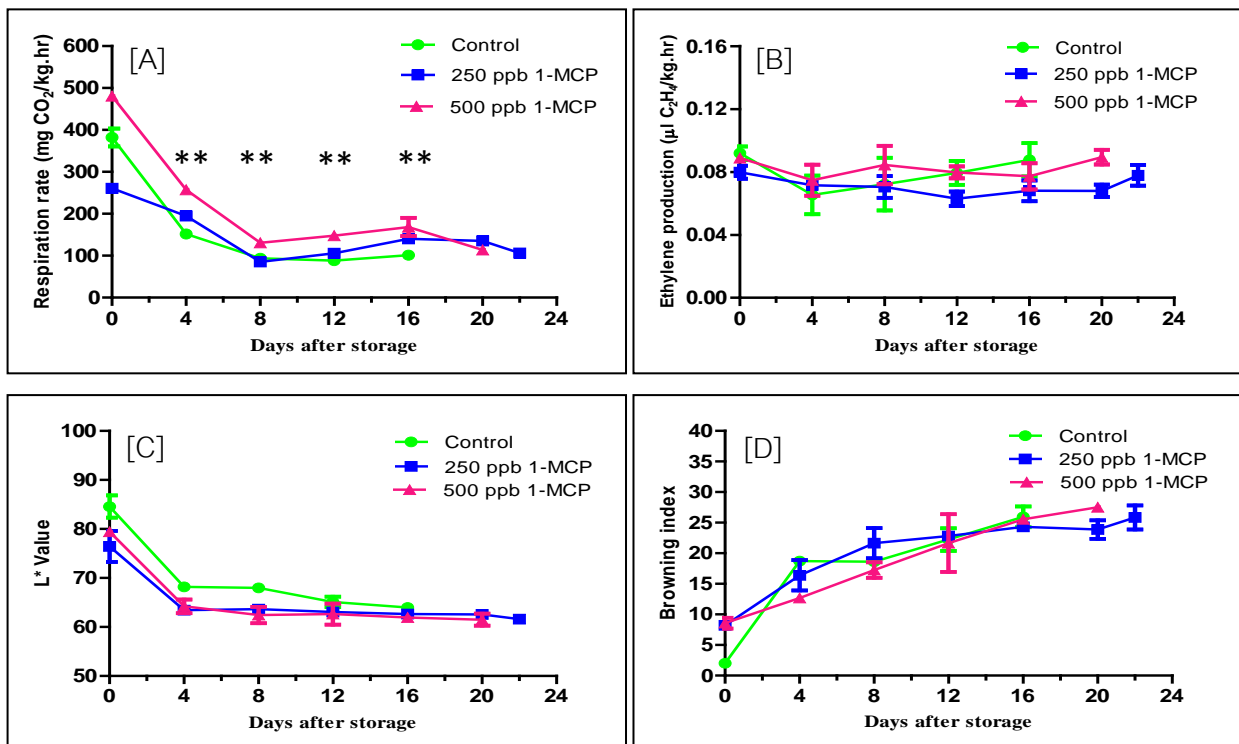 [A]
Control
250 ppb 1-MCP
500 ppb 1-MCP
Respiration rate (mg CO₂/kg.hr)
600
500
400
300
200
100
0
** ** ** **
0 4 8 12 16 20 24
Days after storage
[B]
Control
250 ppb 1-MCP
500 ppb 1-MCP
Ethylene production (μl C₂H₄/kg.hr)
0.16
0.12
0.08
0.04
0.00
0 4 8 12 16 20 24
Days after storage
[C]
Control
250 ppb 1-MCP
500 ppb 1-MCP
L* Value
100
90
80
70
60
50
0 4 8 12 16 20 24
Days after storage
[D]
Control
250 ppb 1-MCP
500 ppb 1-MCP
Browning index
40
35
30
25
20
15
10
5
0
0 4 8 12 16 20 24
Days after storage